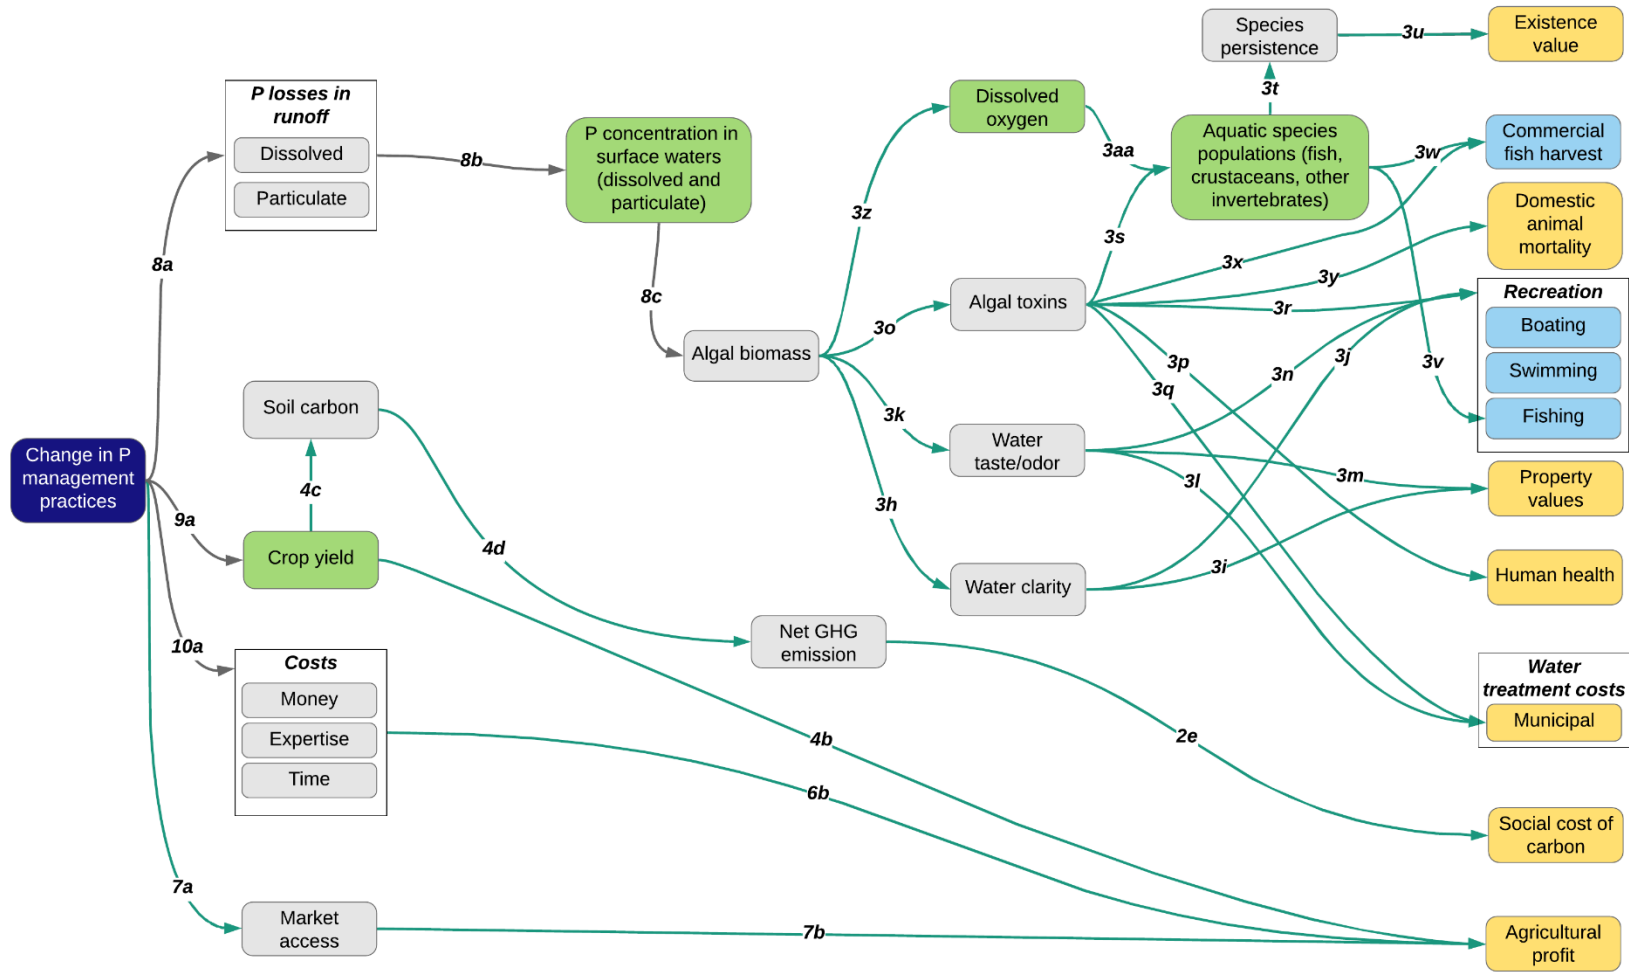 Species
persistence
3u
Existence
value
3t
P losses in
runoff
Dissolved
Particulate
8b
P concentration in
surface waters
(dissolved and
particulate)
Dissolved
oxygen
3aa
Aquatic species
populations (fish,
crustaceans, other
invertebrates)
3w
Commercial
fish harvest
Domestic
animal
mortality
3z
3s
8a
8c
3x
3y
Algal toxins
3r
Recreation
Boating
Swimming
Fishing
Algal biomass
3o
3p
3q
3n
3j
3v
3k
Soil carbon
Water
taste/odor
3l
3m
Property
values
Change in P
management
practices
4c
9a
3h
4d
Crop yield
Water clarity
3i
Human health
Net GHG
emission
10a
Costs
Money
Expertise
Time
Water
treatment costs
Municipal
4b
2e
6b
Social cost of
carbon
7a
Market
access
7b
Agricultural
profit